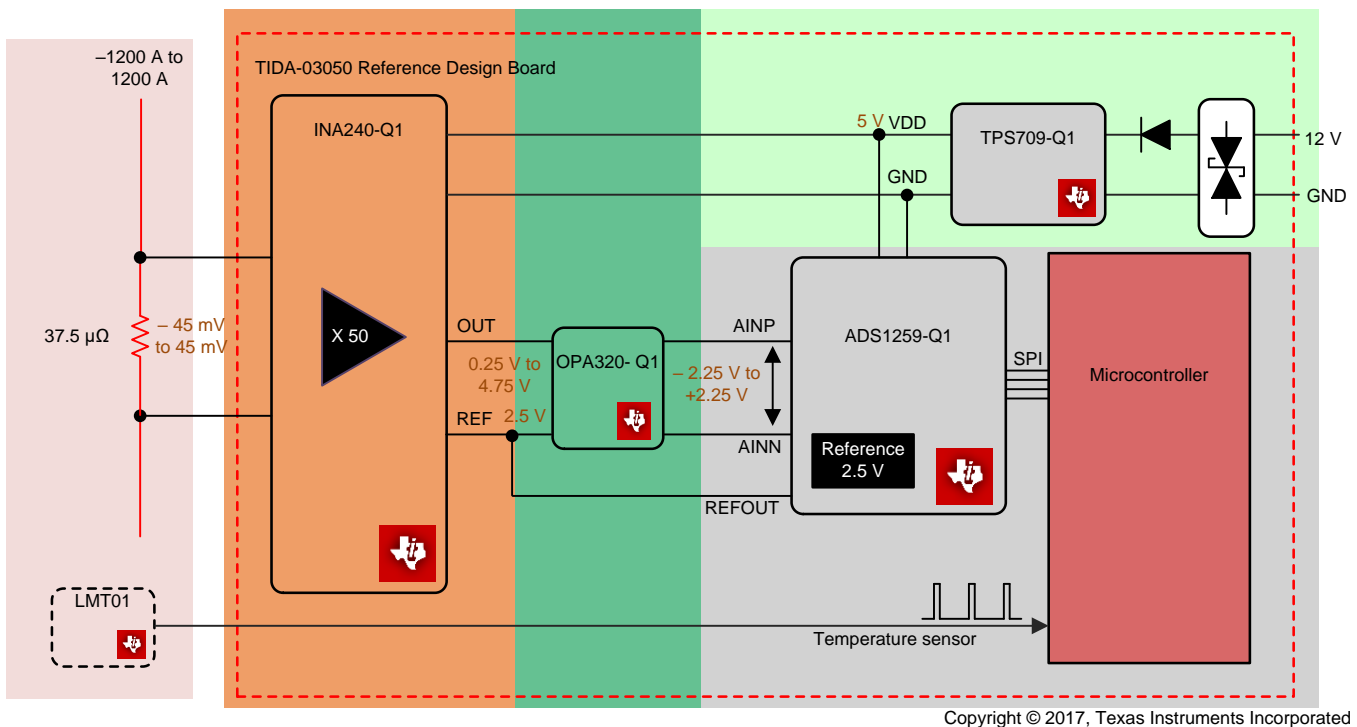 –1200 A to
1200 A
TIDA-03050 Reference Design Board
INA240-Q1
5 V VDD
TPS709-Q1
12 V
GND
GND
37.5 µΩ
– 45 mV
to 45 mV
X 50
OUT
0.25 V to
4.75 V
REF
2.5 V
OPA320- Q1
AINP
– 2.25 V to
+2.25 V
AINN
REFOUT
ADS1259-Q1
Reference
2.5 V
SPI
Microcontroller
LMT01
Temperature sensor
Copyright © 2017, Texas Instruments Incorporated